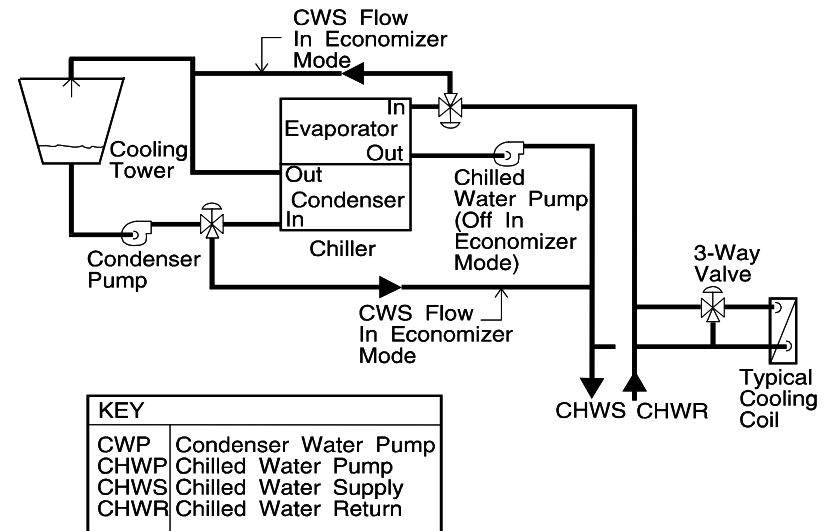 CWS Flow
In Economizer
Mode
In
Evaporator
Out
Cooling
Tower
Out
Condenser
In
Chiller
Chilled
Water Pump
(Off In
Economizer
Mode)
Condenser
Pump
3-Way
Valve
CWS Flow
In Economizer
Mode
Typical
Cooling
Coil
CHWS CHWR
KEY
CWP Condenser Water Pump
CHWP Chilled Water Pump
CHWS Chilled Water Supply
CHWR Chilled Water Return